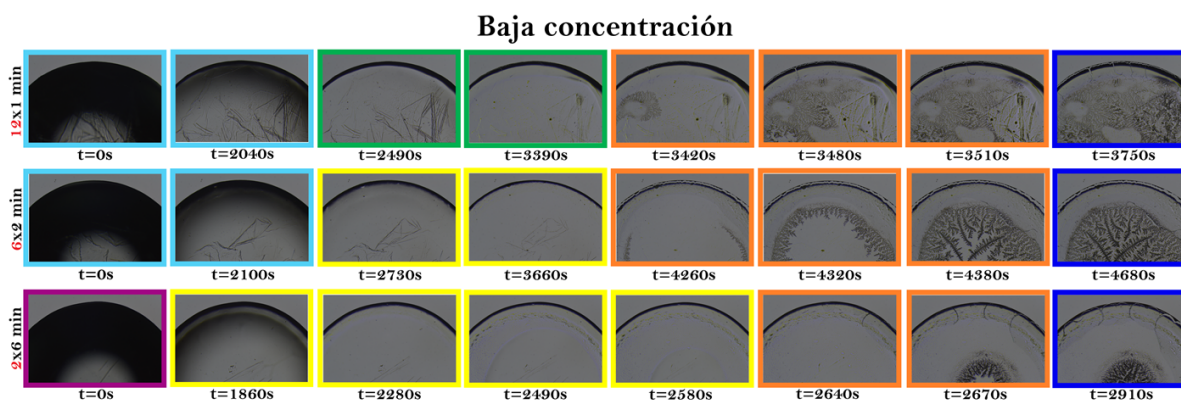 Baja concentración
12x1 min
t=0s t=2040s t=2490s t=3390s t=3420s t=3480s t=3510s t=3750s
6x2 min
t=0s t=2100s t=2730s t=3660s t=4260s t=4320s t=4380s t=4680s
2x6 min
t=0s t=1860s t=2280s t=2490s t=2580s t=2640s t=2670s t=2910s